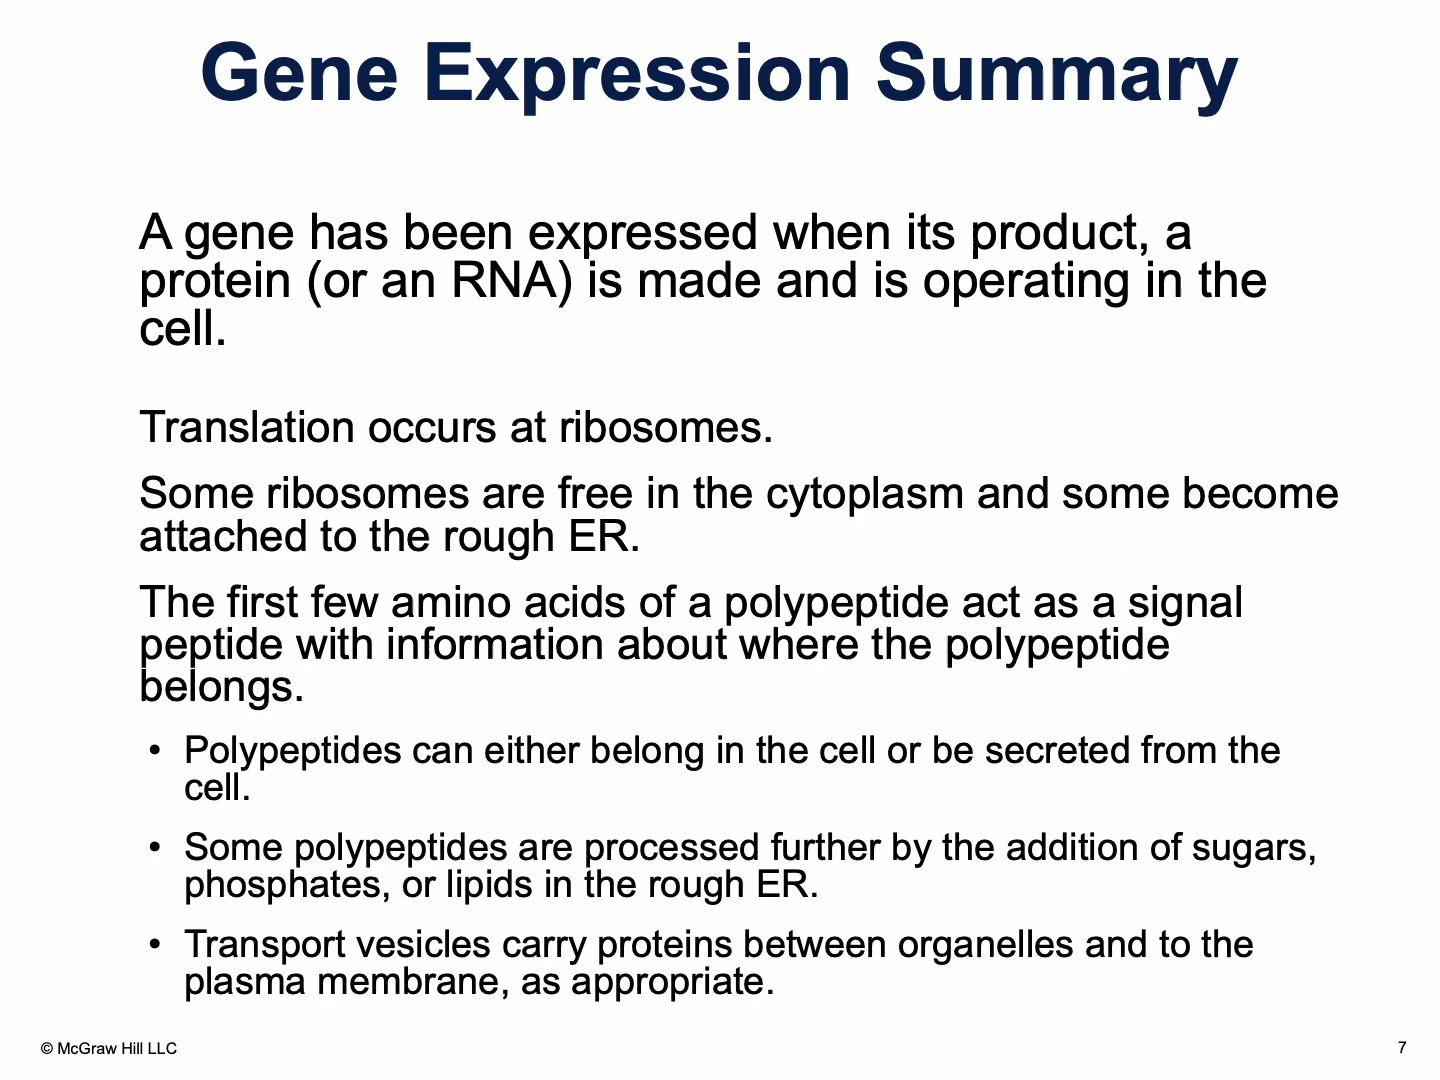 Gene Expression Summary
A gene has been expressed when its product, a
protein (or an RNA) is made and is operating in the
cell.
Translation occurs at ribosomes.
Some ribosomes are free in the cytoplasm and some become
attached to the rough ER.
The first few amino acids of a polypeptide act as a signal
peptide with information about where the polypeptide
belongs.
• Polypeptides can either belong in the cell or be secreted from the
cell.
• Some polypeptides are processed further by the addition of sugars,
phosphates, or lipids in the rough ER.
• Transport vesicles carry proteins between organelles and to the
plasma membrane, as appropriate.
© McGraw Hill LLC
7